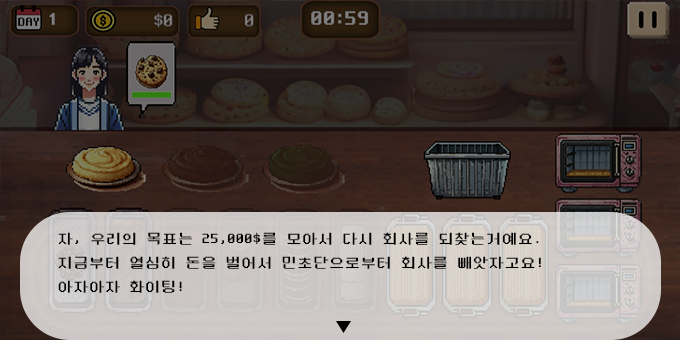 DAY 1
$0
0
00:59
자, 우리의 목표는 25,000$를 모아서 다시 회사를 되찾는거예요.
지금부터 열심히 돈을 벌어서 민초단으로부터 회사를 빼앗자고요!
아자아자 화이팅!